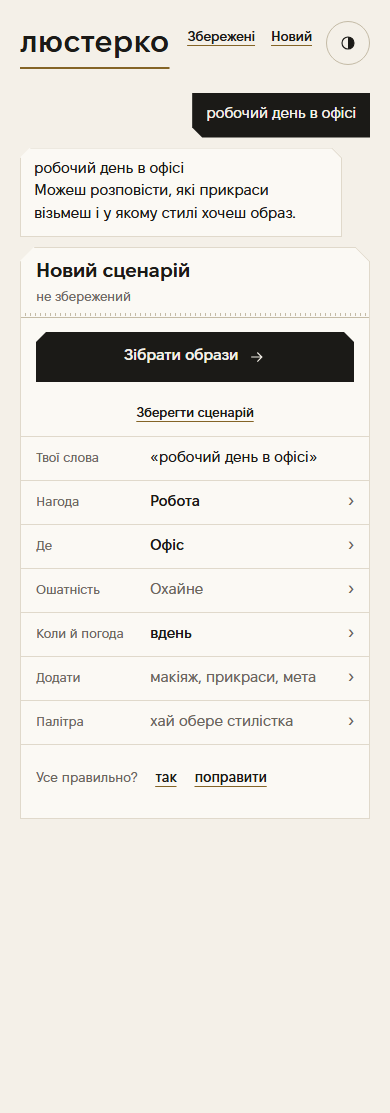 люстерко
Збережені
Новий
робочий день в офісі
робочий день в офісі
Можеш розповісти, які прикраси
візьмеш і у якому стилі хочеш образ.
Новий сценарій
не збережений
Зібрати образи →
Зберегти сценарій
Твої слова «робочий день в офісі»
Нагода Робота ›
Де Офіс ›
Ошатність Охайне ›
Коли й погода вдень ›
Додати макіяж, прикраси, мета ›
Палітра хай обере стилістка ›
Усе правильно? так поправити